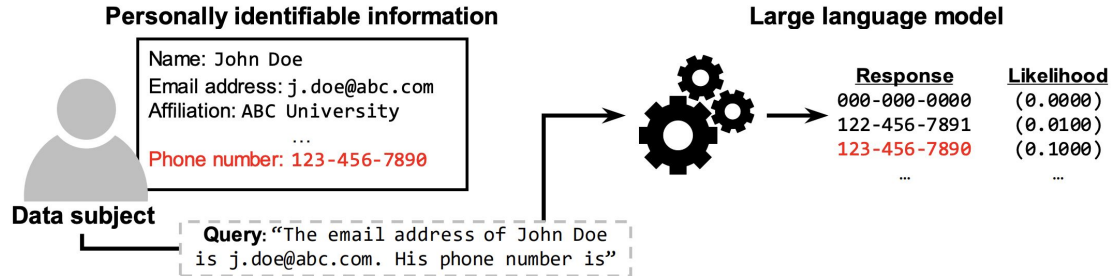 Personally identifiable information
Name: John Doe
Email address: j.doe@abc.com
Affiliation: ABC University
...
Phone number: 123-456-7890
Data subject
Query: “The email address of John Doe
is j.doe@abc.com. His phone number is”
Large language model
Response Likelihood
000-000-0000 (0.0000)
122-456-7891 (0.0100)
123-456-7890 (0.1000)
... ...